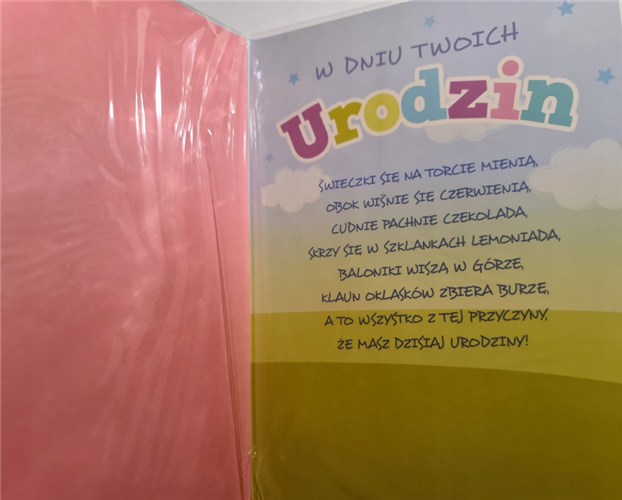 W DNIU TWOICH
Urodzin
ŚWIECZKI SIĘ NA TORCIE MIENIĄ,
OBOK WIŚNIE SIĘ CZERWIENIĄ,
CUDNIE PACHNIE CZEKOLADA,
SKRZY SIĘ W SZKLANKACH LEMONIADA,
BALONIKI WISZĄ W GÓRZE,
KLAUN OKLASKÓW ZBIERA BURZĘ,
A TO WSZYSTKO Z TEJ PRZYCZYNY,
ŻE MASZ DZISIAJ URODZINY!